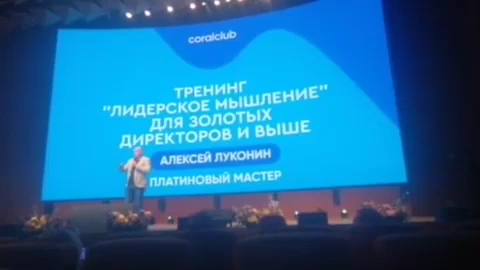 coralclub
ТРЕНИНГ
"ЛИДЕРСКОЕ МЫШЛЕНИЕ"
ДЛЯ ЗОЛОТЫХ
ДИРЕКТОРОВ И ВЫШЕ
АЛЕКСЕЙ ЛУКОНИН
ПЛАТИНОВЫЙ МАСТЕР